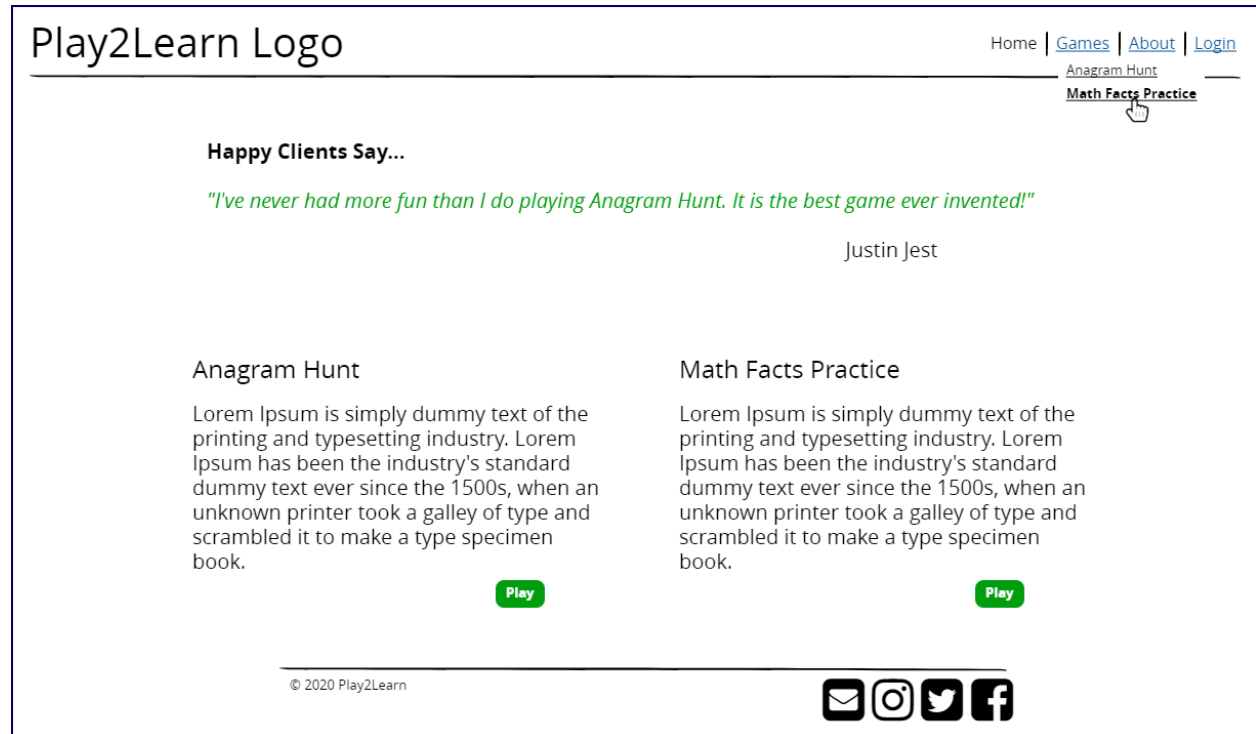 Play2Learn Logo
Home | Games | About | Login
Anagram Hunt
Math Facts Practice
Happy Clients Say...
"I've never had more fun than I do playing Anagram Hunt. It is the best game ever invented!"
Justin Jest
Anagram Hunt
Lorem Ipsum is simply dummy text of the
printing and typesetting industry. Lorem
Ipsum has been the industry's standard
dummy text ever since the 1500s, when an
unknown printer took a galley of type and
scrambled it to make a type specimen
book.
Play
Math Facts Practice
Lorem Ipsum is simply dummy text of the
printing and typesetting industry. Lorem
Ipsum has been the industry's standard
dummy text ever since the 1500s, when an
unknown printer took a galley of type and
scrambled it to make a type specimen
book.
Play
© 2020 Play2Learn